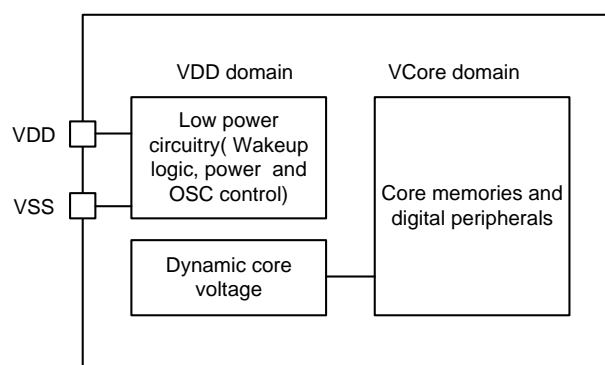 VDD domain
VCore domain
VDD
VSS
Low power
circuitry( Wakeup
logic, power and
OSC control)
Core memories and
digital peripherals
Dynamic core
voltage